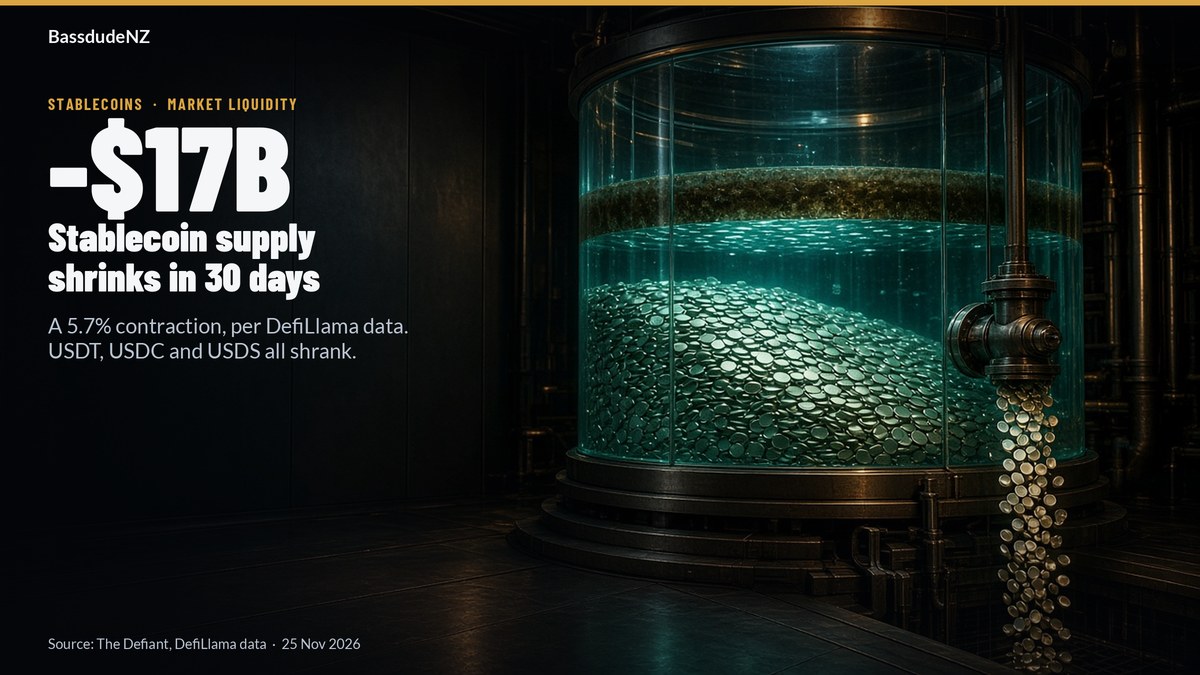 BassdudeNZ
STABLECOINS · MARKET LIQUIDITY
–$17B
Stablecoin supply
shrinks in 30 days
A 5.7% contraction, per DefiLlama data.
USDT, USDC and USDS all shrank.
Source: The Defiant, DefiLlama data · 25 Nov 2026